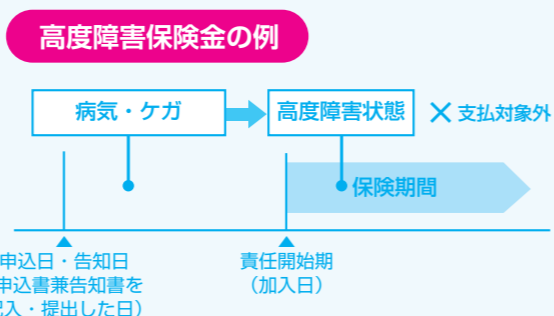 高度障害保険金の例
病気・ケガ
高度障害状態
✕ 支払対象外
保険期間
申込日・告知日
申込書兼告知書を
記入・提出した日）
責任開始期
（加入日）